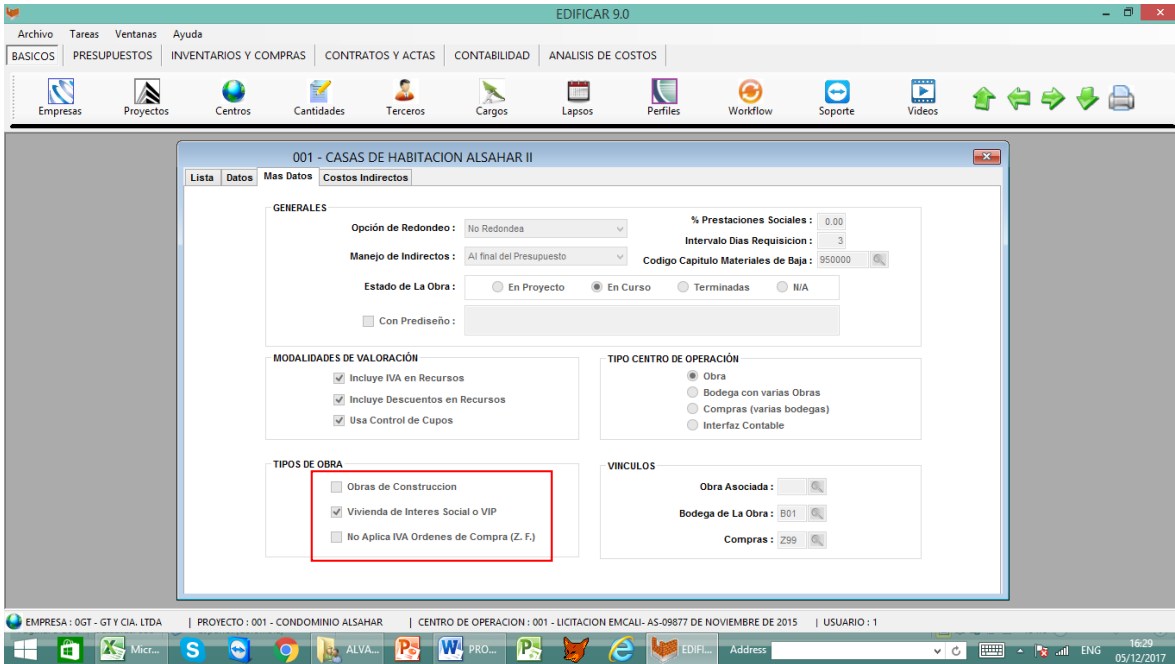 EDIFICAR 9.0
Archivo Tareas Ventanas Ayuda
BASICOS PRESUPUESTOS INVENTARIOS Y COMPRAS CONTRATOS Y ACTAS CONTABILIDAD ANALISIS DE COSTOS
Empresas Proyectos Centros Cantidades Terceros Cargos Lapsos Perfiles Workflow Soporte Videos
001 - CASAS DE HABITACION ALSAHAR II
Lista Datos Mas Datos Costos Indirectos
GENERALES
Opción de Redondeo : No Redondea % Prestaciones Sociales : 0.00
Intervalo Dias Requisicion : 3
Manejo de Indirectos : Al final del Presupuesto Codigo Capitulo Materiales de Baja : 950000
Estado de La Obra : En Proyecto En Curso Terminadas N/A
Con Prediseño :
MODALIDADES DE VALORACIÓN
Incluye IVA en Recursos
Incluye Descuentos en Recursos
Usa Control de Cupos
TIPO CENTRO DE OPERACIÓN
Obra
Bodega con varias Obras
Compras (varias bodegas)
Interfaz Contable
TIPOS DE OBRA
Obras de Construccion
Vivienda de Interes Social o VIP
No Aplica IVA Ordenes de Compra (Z. F.)
VINCULOS
Obra Asociada :
Bodega de La Obra : B01
Compras : Z99
EMPRESA : 0GT - GT Y CIA. LTDA | PROYECTO : 001 - CONDOMINIO ALSAHAR | CENTRO DE OPERACION : 001 - LICITACION EMCALI- AS-09877 DE NOVIEMBRE DE 2015 | USUARIO : 1
Micr... ALVA... PRO... EDIFI... Address ENG 16:29
05/12/2017